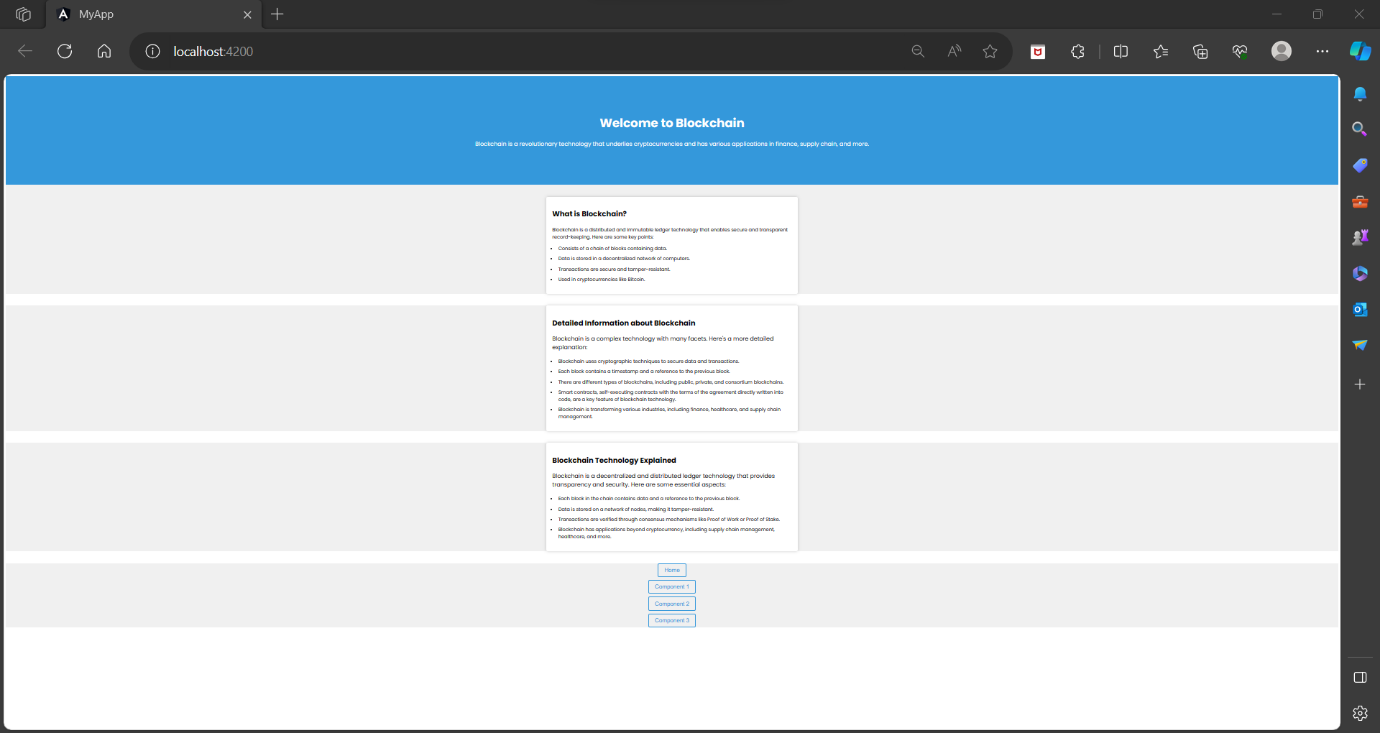 MyApp
localhost:4200
Welcome to Blockchain
Blockchain is a revolutionary technology that underlies cryptocurrencies and has various applications in finance, supply chain, and more.
What is Blockchain?
Blockchain is a distributed and immutable ledger technology that enables secure and transparent
record-keeping. Here are some key points:
• Consists of a chain of blocks containing data.
• Data is stored in a decentralized network of computers.
• Transactions are secure and tamper-resistant.
• Used in cryptocurrencies like Bitcoin.
Detailed Information about Blockchain
Blockchain is a complex technology with many facets. Here's a more detailed
explanation:
• Blockchain uses cryptographic techniques to secure data and transactions.
• Each block contains a timestamp and a reference to the previous block.
• There are different types of blockchains, including public, private, and consortium blockchains.
• Smart contracts, self-executing contracts with the terms of the agreement directly written into
code, are a key feature of blockchain technology.
• Blockchain is transforming various industries, including finance, healthcare, and supply chain
management.
Blockchain Technology Explained
Blockchain is a decentralized and distributed ledger technology that provides
transparency and security. Here are some essential aspects:
• Each block in the chain contains data and a reference to the previous block.
• Data is stored on a network of nodes, making it tamper-resistant.
• Transactions are verified through consensus mechanisms like Proof of Work or Proof of Stake.
• Blockchain has applications beyond cryptocurrency, including supply chain management,
healthcare, and more.
Home
Component 1
Component 2
Component 3